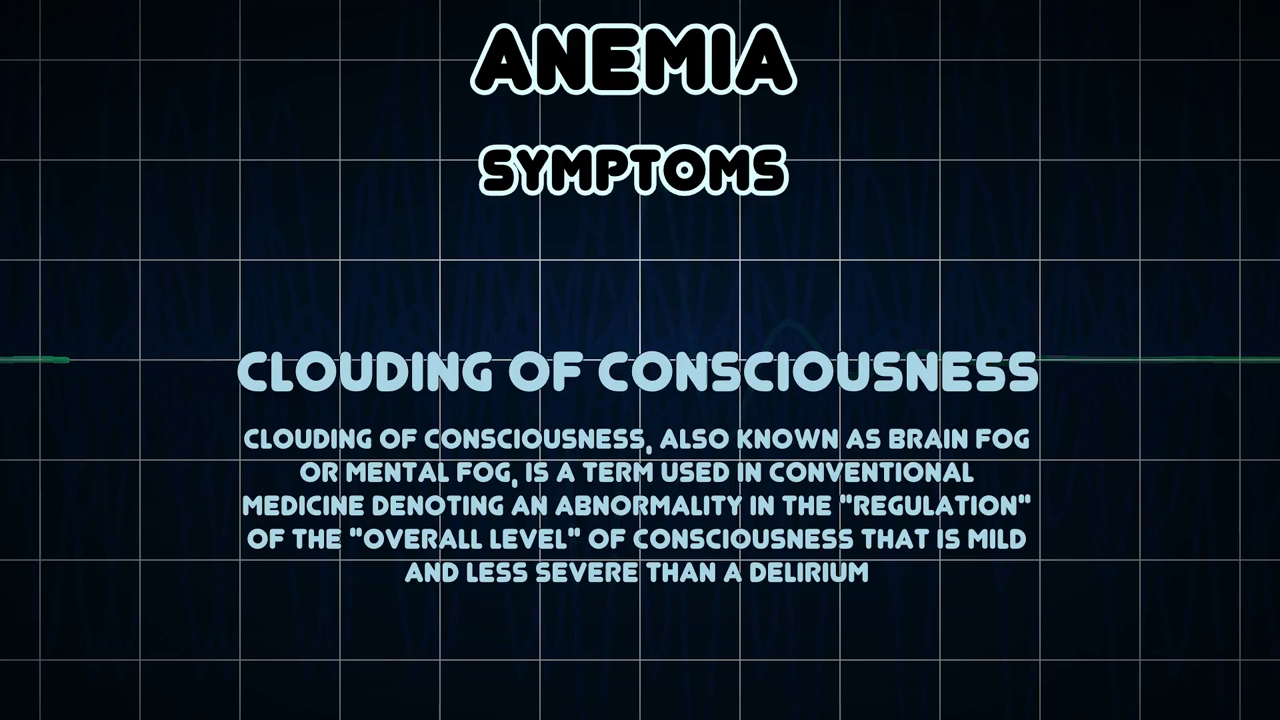 ANEMIA
SYMPTOMS
CLOUDING OF CONSCIOUSNESS
CLOUDING OF CONSCIOUSNESS, ALSO KNOWN AS BRAIN FOG
OR MENTAL FOG, IS A TERM USED IN CONVENTIONAL
MEDICINE DENOTING AN ABNORMALITY IN THE "REGULATION"
OF THE "OVERALL LEVEL" OF CONSCIOUSNESS THAT IS MILD
AND LESS SEVERE THAN A DELIRIUM